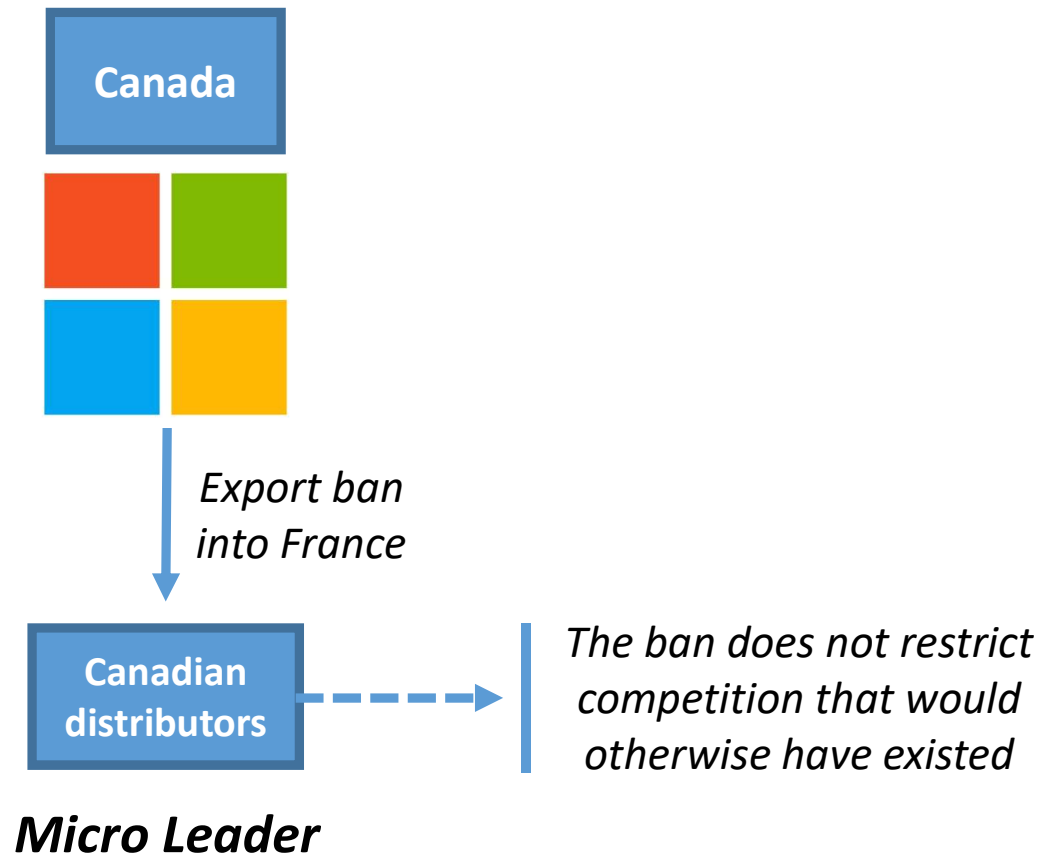 Canada
Export ban
into France
Canadian
distributors
The ban does not restrict
competition that would
otherwise have existed
Micro Leader